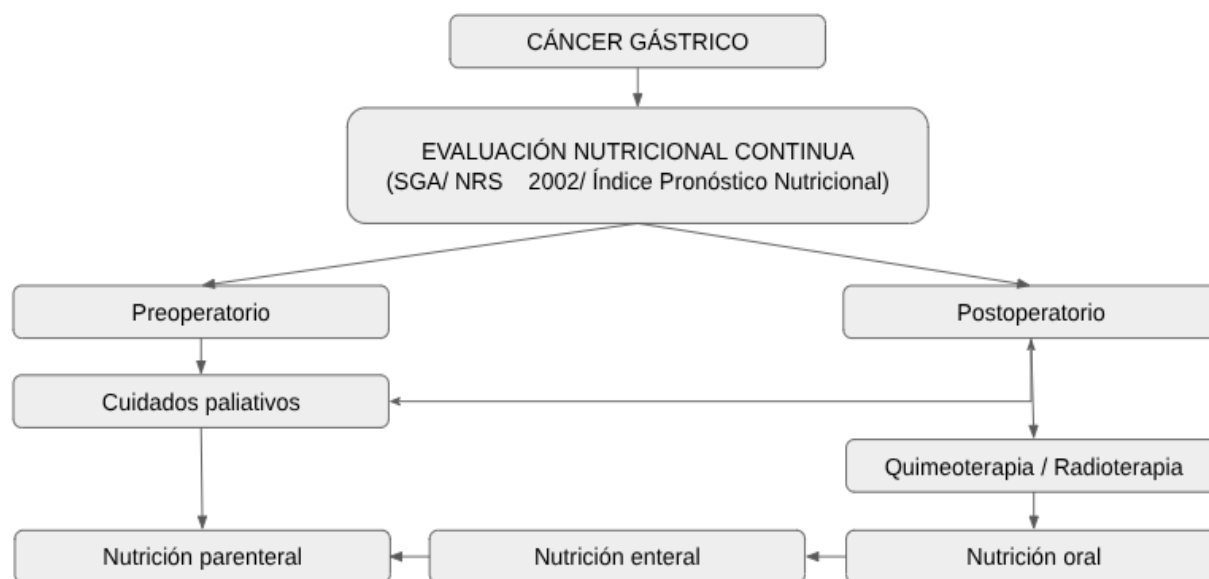 CÁNCER GÁSTRICO
EVALUACIÓN NUTRICIONAL CONTINUA
(SGA/ NRS 2002/ Índice Pronóstico Nutricional)
Preoperatorio
Postoperatorio
Cuidados paliativos
Quimeoterapia / Radioterapia
Nutrición parenteral
Nutrición enteral
Nutrición oral